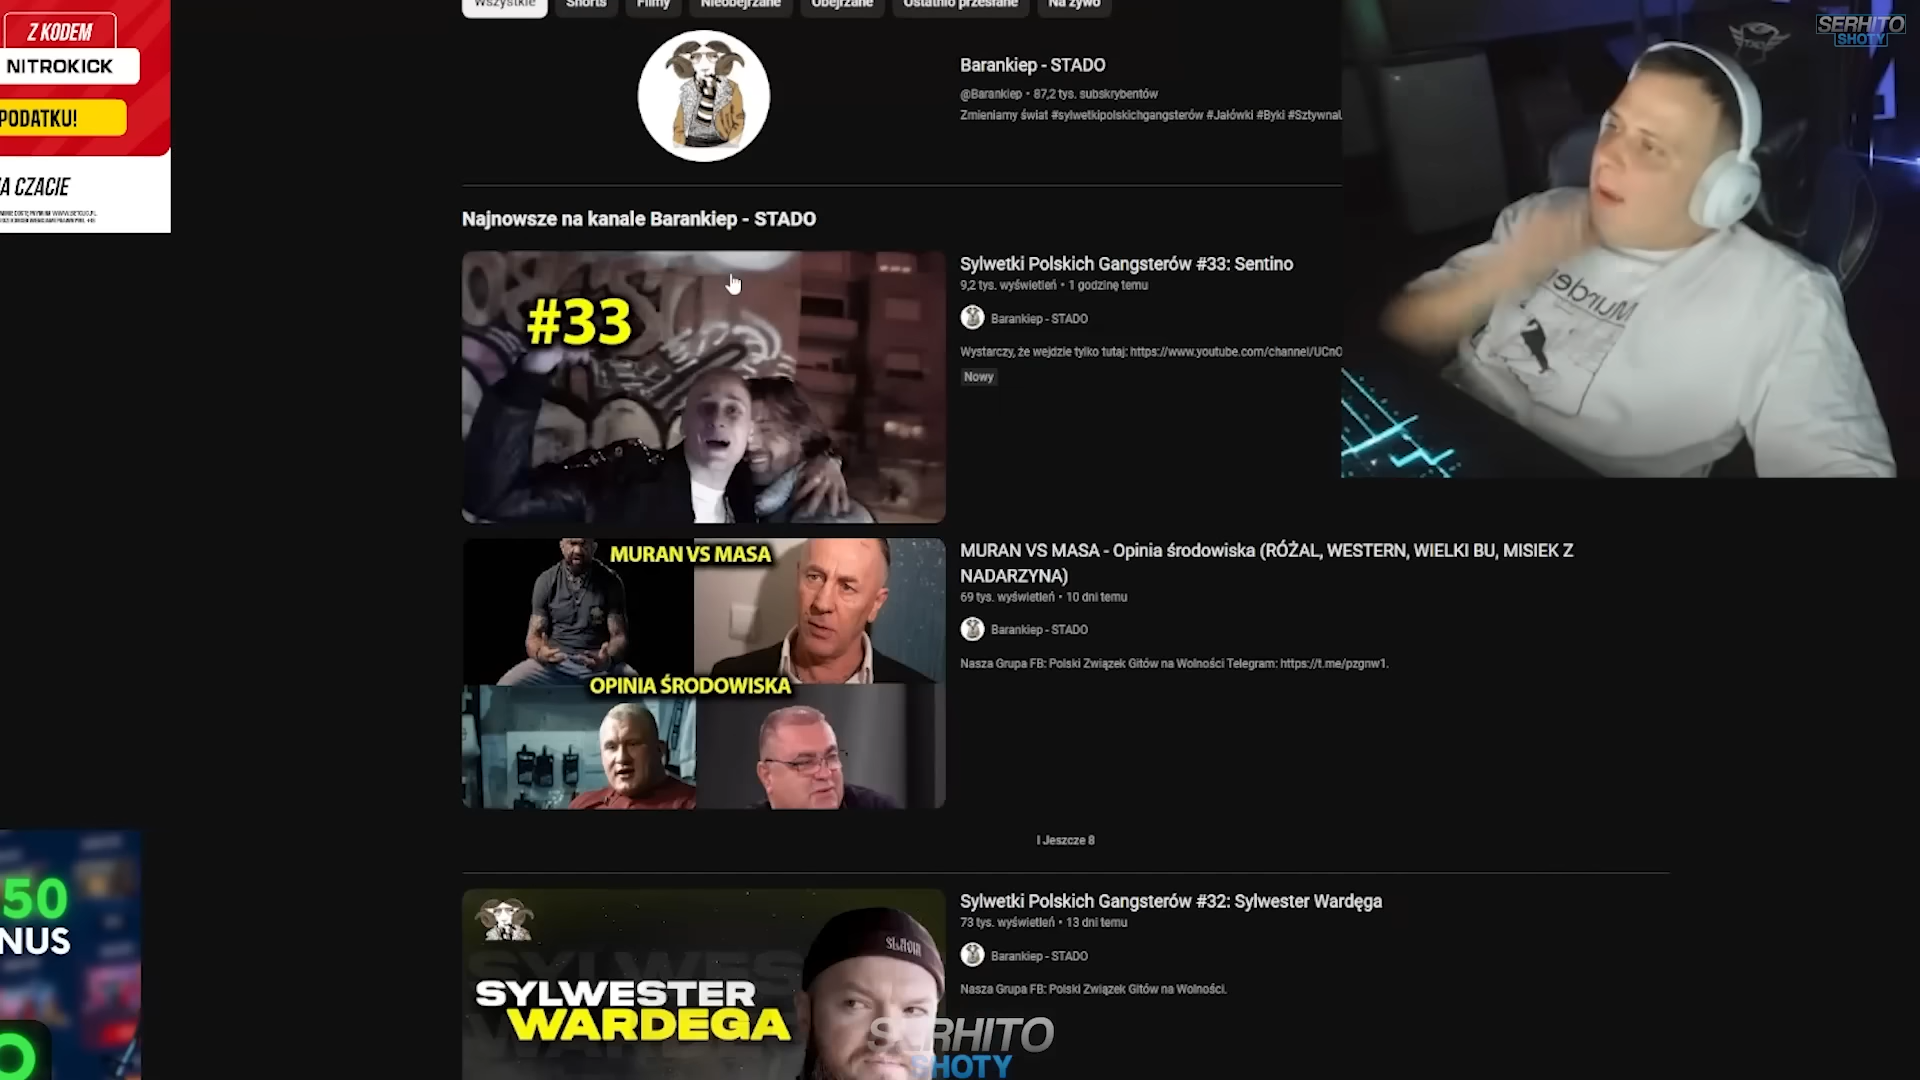 Z KODEM
NITROKICK
PODATKU!
A CZACIE
Wszystkie
Shorts
Filmy
Nieobejrzane
Obejrzane
Ostatnio przesłane
Na żywo
Barankiep - STADO
@Barankiep • 87,2 tys. subskrybentów
Zmieniamy świat #sylwetkipolskichgangsterów #Jałówki #Byki #Sztywnal
SERHITO
SHOTY
Najnowsze na kanale Barankiep - STADO
#33
Sylwetki Polskich Gangsterów #33: Sentino
9,2 tys. wyświetleń • 1 godzinę temu
Barankiep - STADO
Wystarczy, że wejdzie tylko tutaj: https://www.youtube.com/channel/UCnO
Nowy
Murder
MURAN VS MASA
OPINIA ŚRODOWISKA
MURAN VS MASA - Opinia środowiska (RÓŻAL, WESTERN, WIELKI BU, MISIEK Z
NADARZYNA)
69 tys. wyświetleń • 10 dni temu
Barankiep - STADO
Nasza Grupa FB: Polski Związek Gitów na Wolności Telegram: https://t.me/pzgnw1.
I Jeszcze 8
50
NUS
SYLWESTER
WARDEGA
Sylwetki Polskich Gangsterów #32: Sylwester Wardęga
73 tys. wyświetleń • 13 dni temu
Barankiep - STADO
Nasza Grupa FB: Polski Związek Gitów na Wolności.
SERHITO
SHOTY